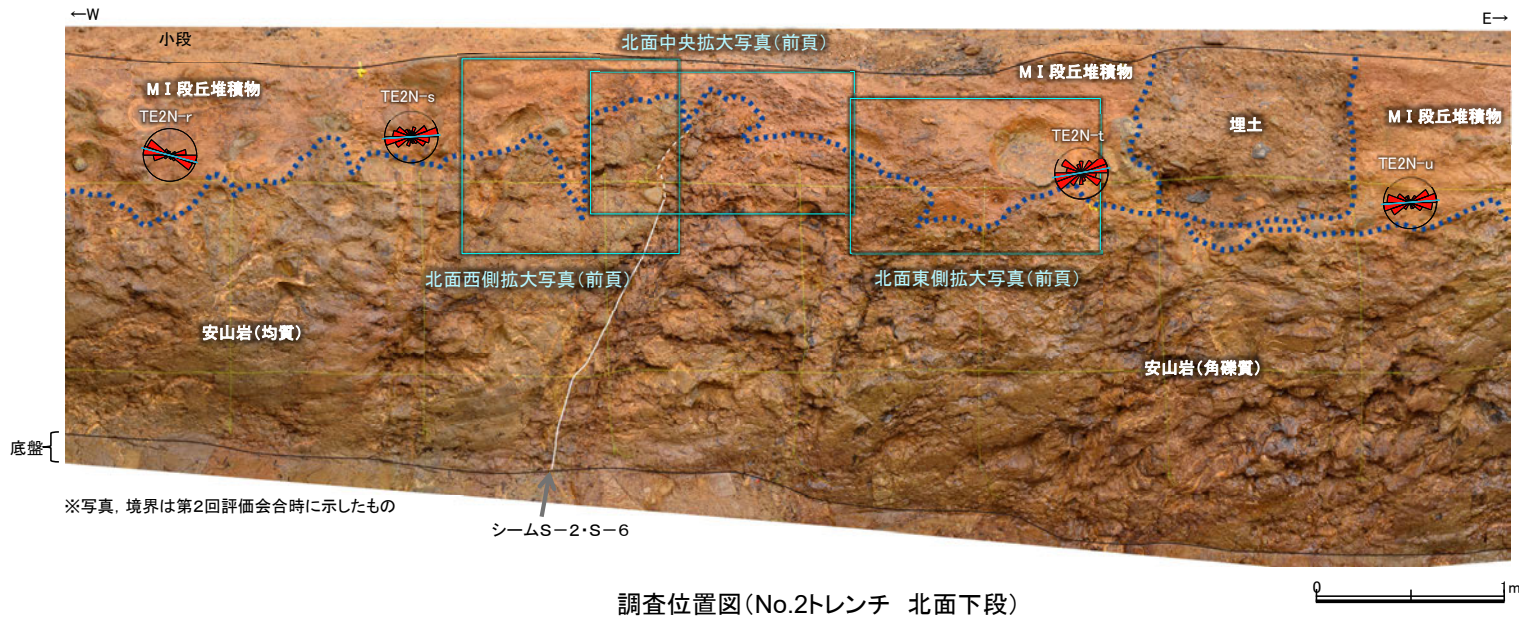 ←W
E→
小段
北面中央拡大写真(前頁)
MⅠ段丘堆積物
MⅠ段丘堆積物
TE2N-s
TE2N-r
埋土
MⅠ段丘堆積物
TE2N-t
TE2N-u
北面西側拡大写真(前頁)
北面東側拡大写真(前頁)
安山岩(均質)
安山岩(角礫質)
底盤
※写真,境界は第2回評価会合時に示したもの
シームS-2・S-6
調査位置図(No.2トレンチ 北面下段)
0 1m